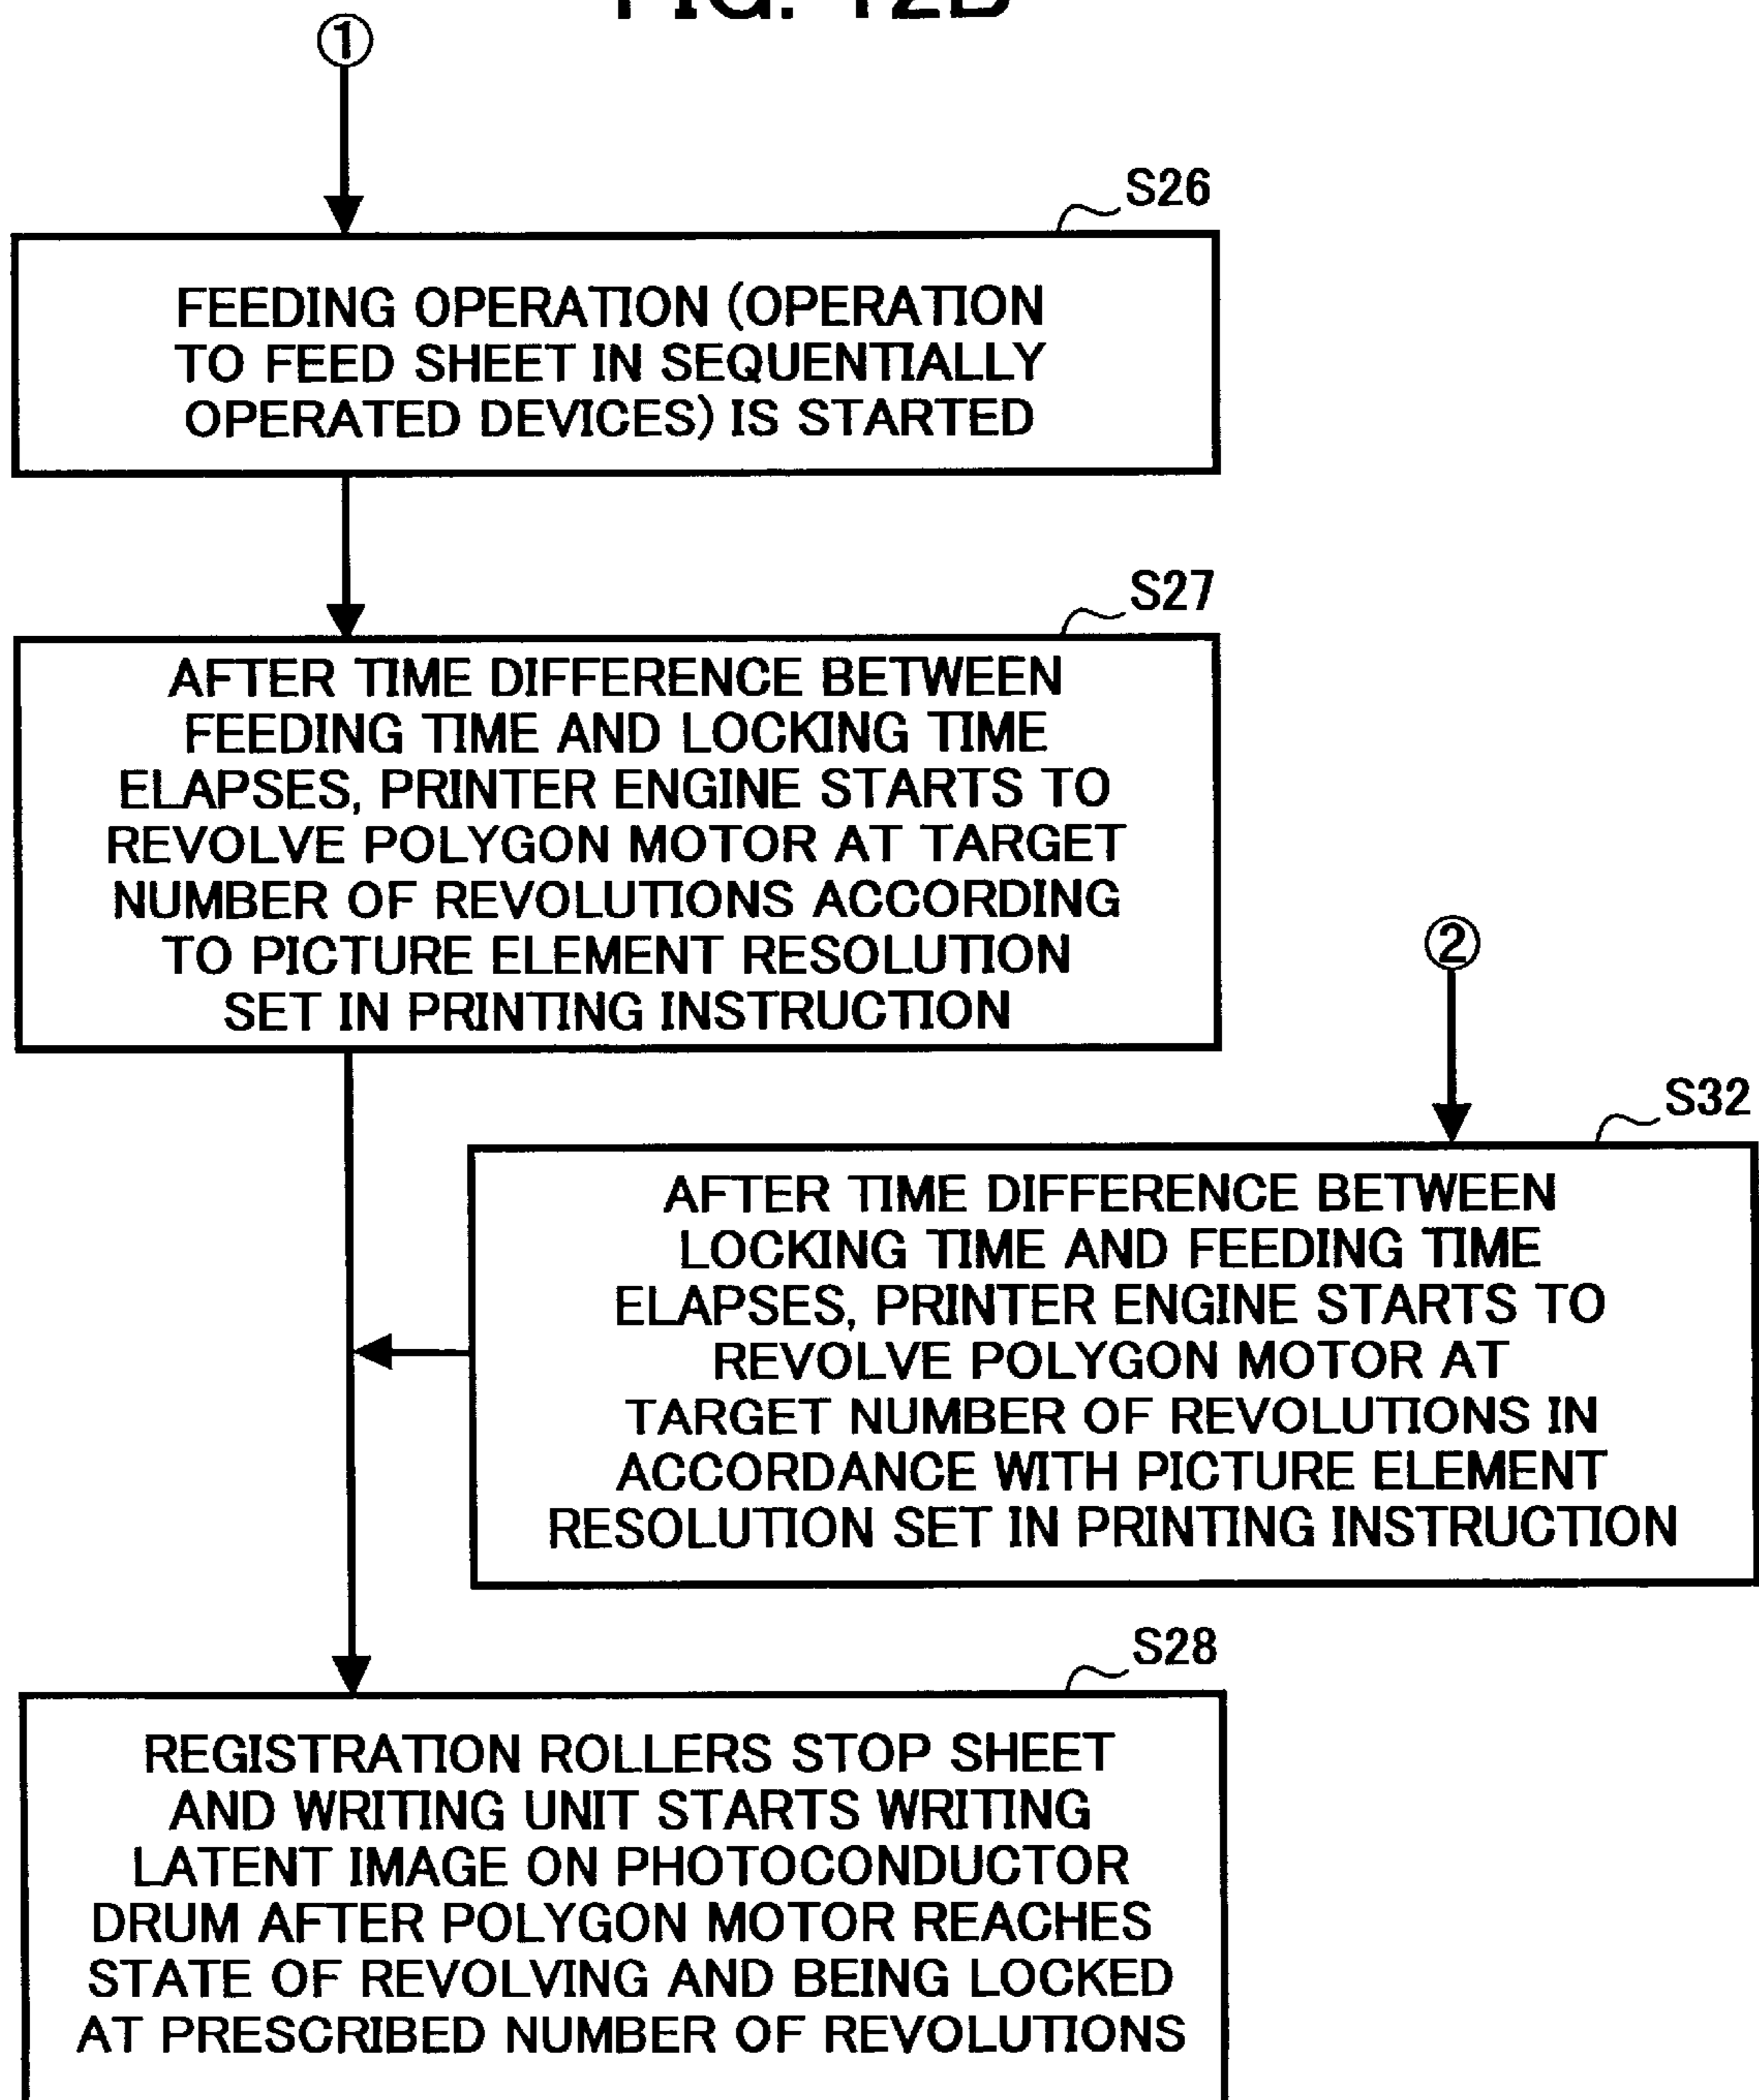 FIG. 12B
①
S26
FEEDING OPERATION (OPERATION
TO FEED SHEET IN SEQUENTIALLY
OPERATED DEVICES) IS STARTED
S27
AFTER TIME DIFFERENCE BETWEEN
FEEDING TIME AND LOCKING TIME
ELAPSES, PRINTER ENGINE STARTS TO
REVOLVE POLYGON MOTOR AT TARGET
NUMBER OF REVOLUTIONS ACCORDING
TO PICTURE ELEMENT RESOLUTION
SET IN PRINTING INSTRUCTION
②
S32
AFTER TIME DIFFERENCE BETWEEN
LOCKING TIME AND FEEDING TIME
ELAPSES, PRINTER ENGINE STARTS TO
REVOLVE POLYGON MOTOR AT
TARGET NUMBER OF REVOLUTIONS IN
ACCORDANCE WITH PICTURE ELEMENT
RESOLUTION SET IN PRINTING INSTRUCTION
S28
REGISTRATION ROLLERS STOP SHEET
AND WRITING UNIT STARTS WRITING
LATENT IMAGE ON PHOTOCONDUCTOR
DRUM AFTER POLYGON MOTOR REACHES
STATE OF REVOLVING AND BEING LOCKED
AT PRESCRIBED NUMBER OF REVOLUTIONS